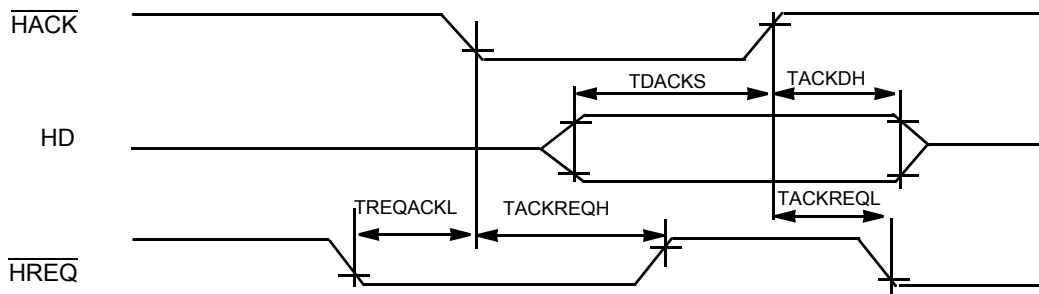 HACK
TDACKS
TACKDH
HD
TREQACKL
TACKREQH
TACKREQL
HREQ